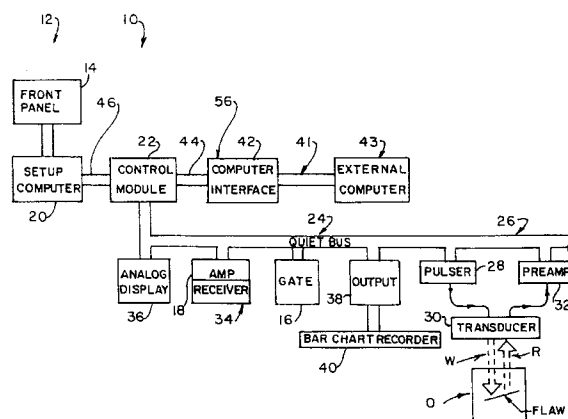 12
10
14
FRONT
PANEL
46
22
44
56
42
41
43
SETUP
COMPUTER
CONTROL
MODULE
COMPUTER
INTERFACE
EXTERNAL
COMPUTER
20
24
26
QUIET BUS
ANALOG
DISPLAY
AMP
RECEIVER
GATE
OUTPUT
PULSER
28
PREAMP
36
18
34
16
38
32
30
TRANSDUCER
BAR CHART RECORDER
40
W
R
O
FLAW